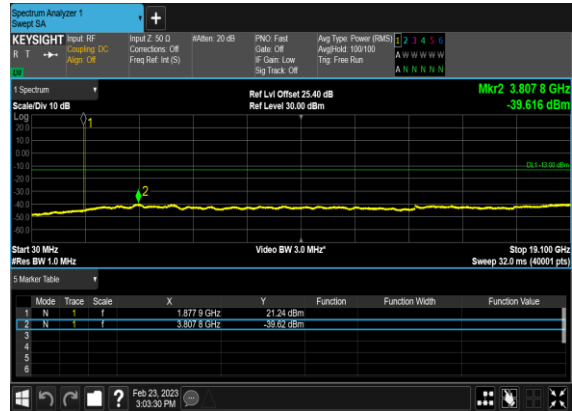 Spectrum Analyzer 1
Swept SA
+
KEYSIGHT Input: RF Input Z: 50 Ω #Atten: 20 dB PNO: Fast Avg Type: Power (RMS) 1 2 3 4 5 6
R T Coupling: DC Corrections: Off Gate: Off Avg|Hold: 100/100 A W W W W W
Align: Off Freq Ref: Int (S) IF Gain: Low Trig: Free Run
Sig Track: Off A N N N N N
1 Spectrum Ref Lvl Offset 25.40 dB Mkr2 3.807 8 GHz
Scale/Div 10 dB Ref Level 30.00 dBm -39.616 dBm
Log
1
20.0
10.0
0.00
-10.0
DL1 -13.00 dBm
-20.0
-30.0
2
-40.0
-50.0
-60.0
Start 30 MHz Video BW 3.0 MHz* Stop 19.100 GHz
#Res BW 1.0 MHz Sweep 32.0 ms (40001 pts)
5 Marker Table
Mode Trace Scale X Y Function Function Width Function Value
1 N 1 f 1.877 9 GHz 21.24 dBm
2 N 1 f 3.807 8 GHz -39.62 dBm
3
4
5
6
? Feb 23, 2023
3:03:30 PM